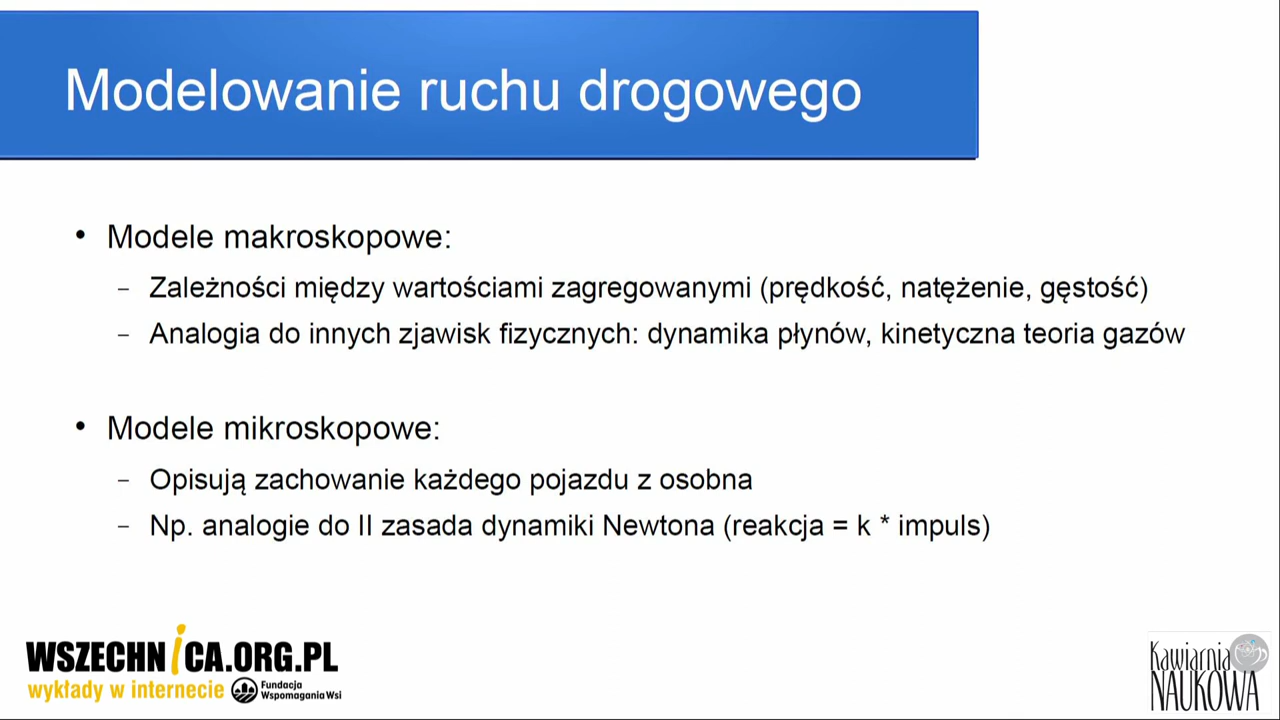 Modelowanie ruchu drogowego
• Modele makroskopowe:
– Zależności między wartościami zagregowanymi (prędkość, natężenie, gęstość)
– Analogia do innych zjawisk fizycznych: dynamika płynów, kinetyczna teoria gazów
• Modele mikroskopowe:
– Opisują zachowanie każdego pojazdu z osobna
– Np. analogie do II zasada dynamiki Newtona (reakcja = k * impuls)
WSZECHNiCA.ORG.PL
wykłady w internecie
Fundacja
Wspomagania Wsi
Kawiarnia
NAUKOWA